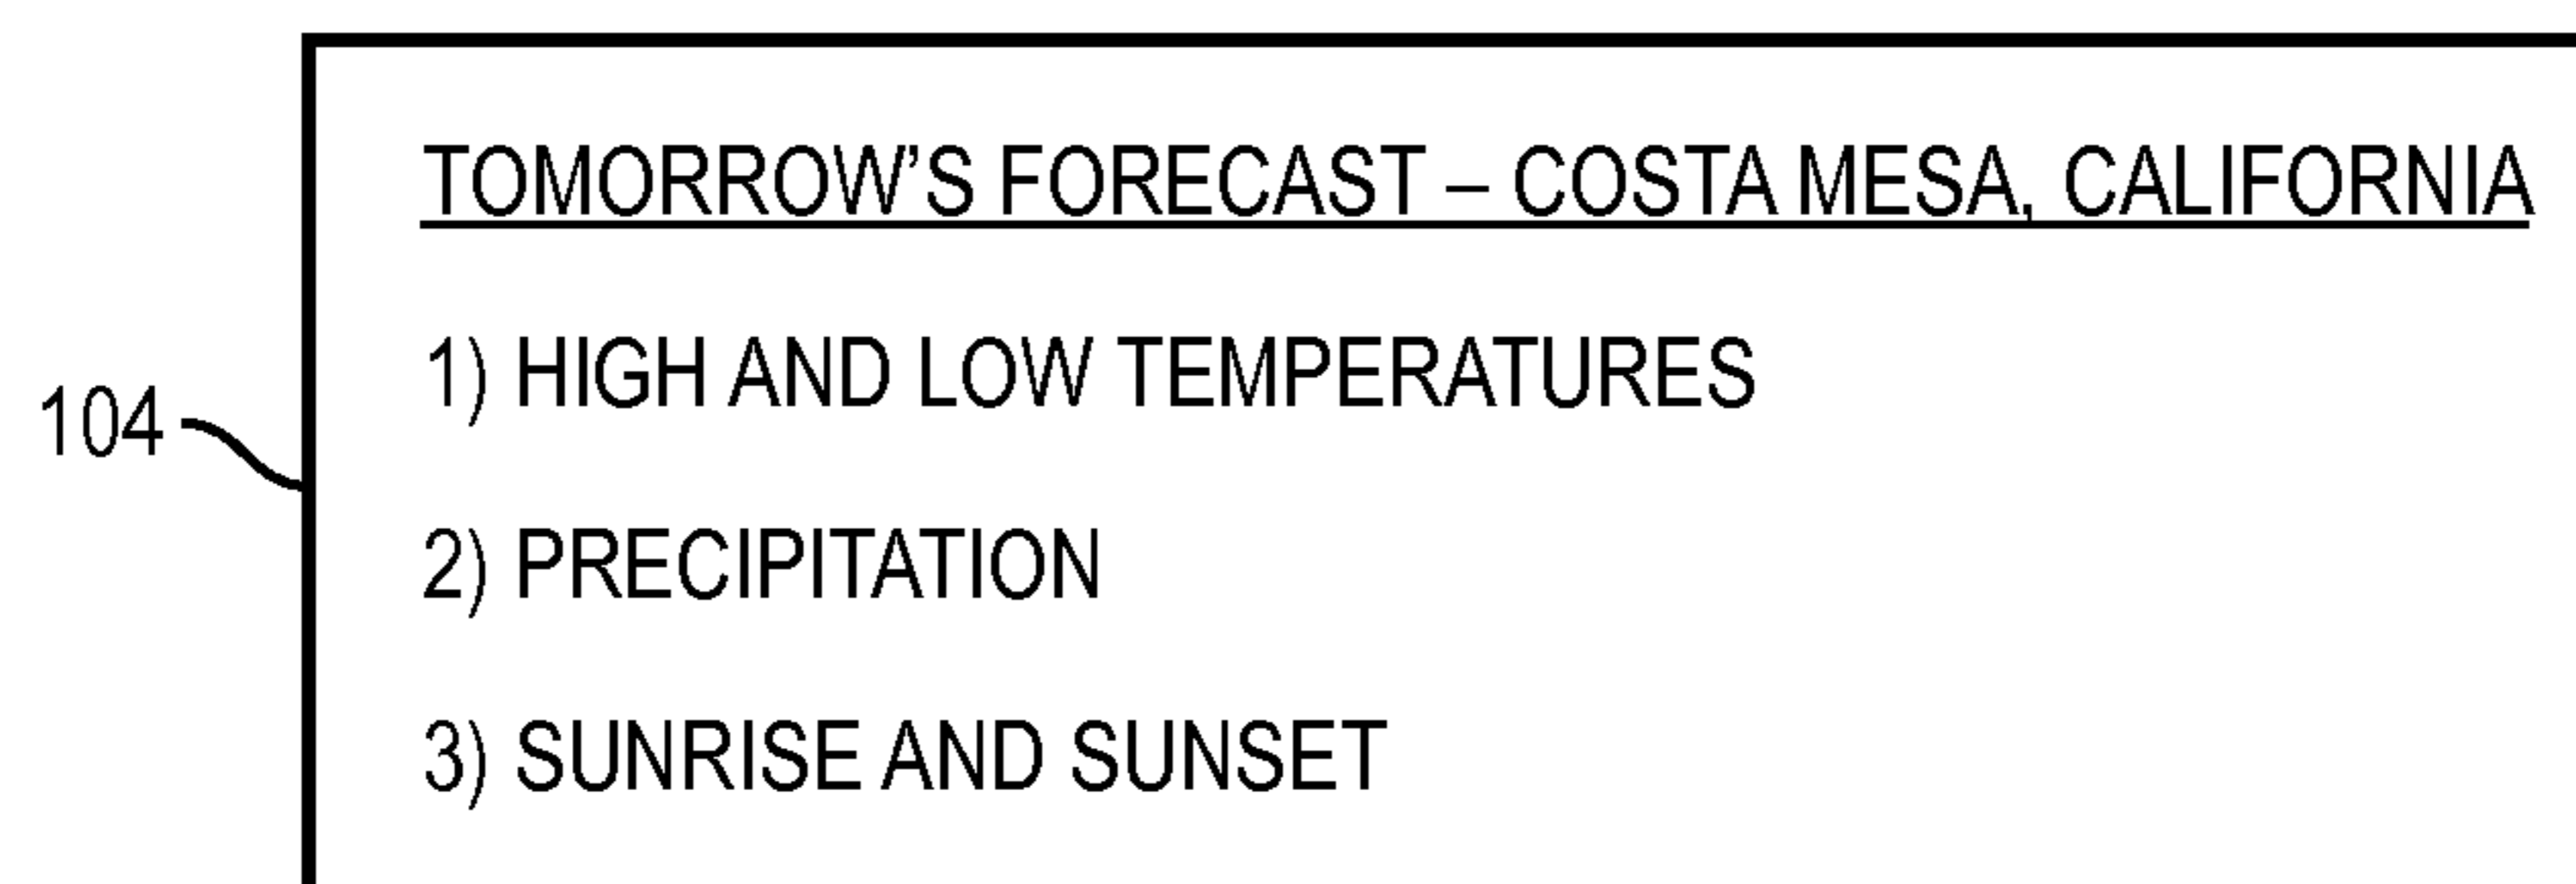 TOMORROW’S FORECAST – COSTA MESA, CALIFORNIA
1) HIGH AND LOW TEMPERATURES
104
2) PRECIPITATION
3) SUNRISE AND SUNSET